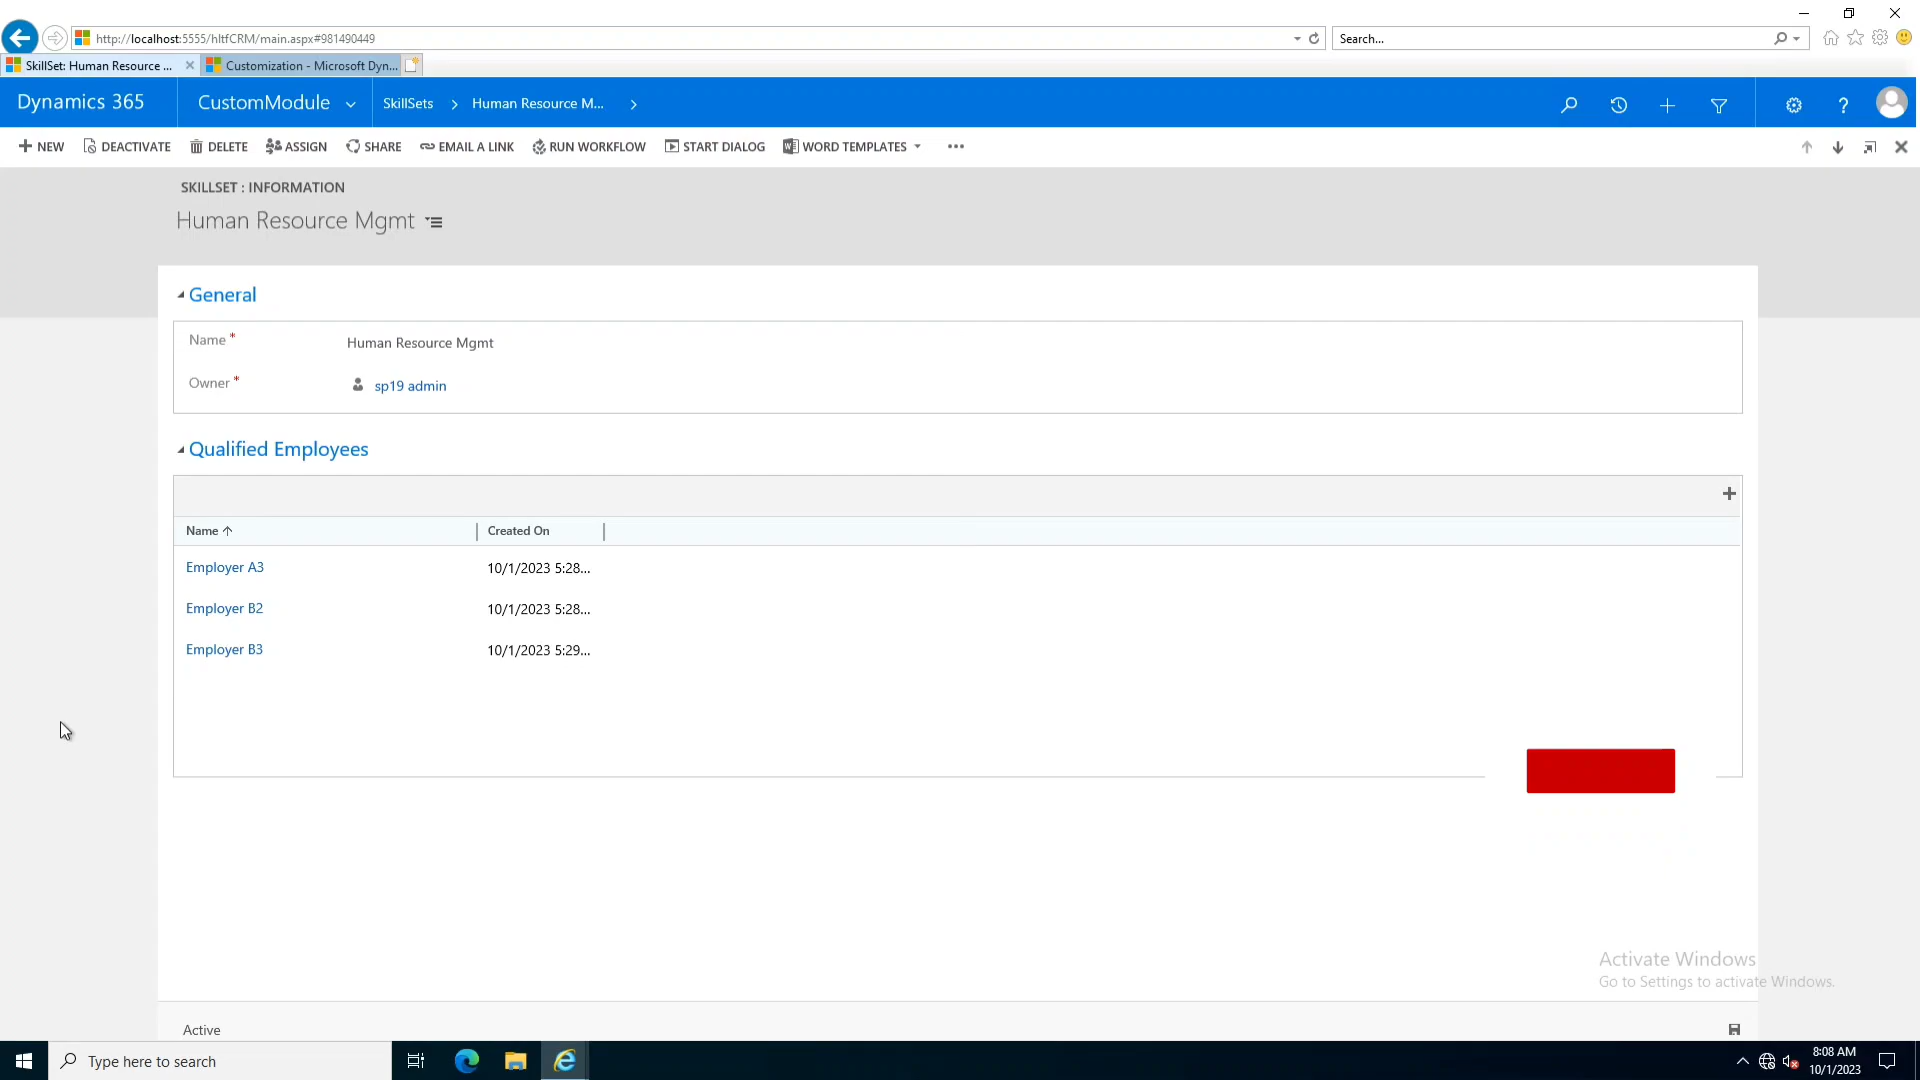 http://localhost:5555/hltfCRM/main.aspx#981490449
Search...
SkillSet: Human Resource ...
Customization - Microsoft Dyn...
Dynamics 365
CustomModule
SkillSets
Human Resource M...
NEW
DEACTIVATE
DELETE
ASSIGN
SHARE
EMAIL A LINK
RUN WORKFLOW
START DIALOG
WORD TEMPLATES
SKILLSET : INFORMATION
Human Resource Mgmt
General
Name *
Human Resource Mgmt
Owner *
sp19 admin
Qualified Employees
Name
Created On
Employer A3
10/1/2023 5:28...
Employer B2
10/1/2023 5:28...
Employer B3
10/1/2023 5:29...
Activate Windows
Go to Settings to activate Windows.
Active
Type here to search
8:08 AM
10/1/2023